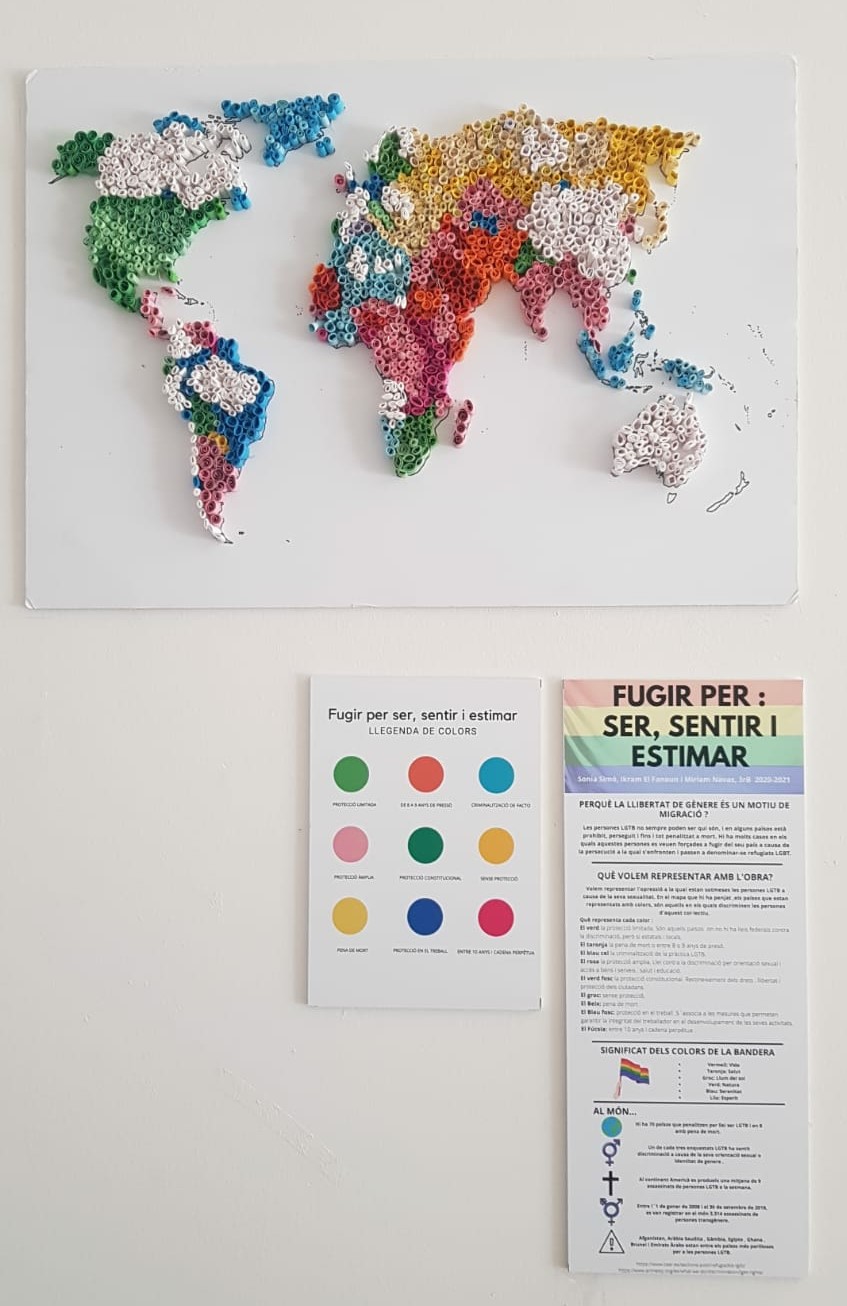 Fugir per ser, sentir i estimar
LLEGENDA DE COLORS
PROTECCIÓ LIMITADA
DE 8 A 9 ANYS DE PRESÓ
CRIMINALITZACIÓ DE FACTO
PROTECCIÓ AMPLIA
PROTECCIÓ CONSTITUCIONAL
SENSE PROTECCIÓ
PENA DE MORT
PROTECCIÓ EN EL TREBALL
ENTRE 10 ANYS I CADENA PERPÈTUA
FUGIR PER :
SER, SENTIR I
ESTIMAR
Sonia Simó, Ikram El Fanoun i Miriam Navas, 3rB 2020-2021
PERQUÈ LA LLIBERTAT DE GÈNERE ÉS UN MOTIU DE
MIGRACIÓ ?
Les persones LGTB no sempre poden ser qui són, i en alguns països està
prohibit, perseguit i fins i tot penalitzat a mort. Hi ha molts casos en els
quals aquestes persones es veuen forçades a fugir del seu país a causa de
la persecució a la qual s'enfronten i passen a denominar-se refugiats LGBT.
QUÈ VOLEM REPRESENTAR AMB L'OBRA?
Volem representar l'opressió a la qual estan sotmeses les persones LGTB a
causa de la seva sexualitat. En el mapa que hi ha penjat, els països que estan
representats amb colors, són aquells en els quals discriminen les persones
d'aquest col·lectiu.
Què representa cada color :
El verd la protecció limitada. Són aquells països, on no hi ha lleis federals contra
la discriminació, però si estatals i locals.
El taronja la pena de mort o entre 8 o 9 anys de presó.
El blau cel la criminalització de la pràctica LGTB.
El rosa la protecció amplia. Llei contra la discriminació per orientació sexual i
accés a béns i serveis, salut i educació.
El verd fosc la protecció constitucional. Reconeixement dels drets i llibertats i
protecció dels ciutadans.
El groc: sense protecció.
El Beix: pena de mort.
El Blau fosc: protecció en el treball. S'associa a les mesures que permeten
garantir la integritat del treballador en el desenvolupament de les seves activitats.
El Fúcsia: entre 10 anys i cadena perpètua.
SIGNIFICAT DELS COLORS DE LA BANDERA
Vermell: Vida
Taronja: Salut
Groc: Llum del sol
Verd: Natura
Blau: Serenitat
Lila: Esperit
AL MÓN...
Hi ha 70 països que penalitzen per llei ser LGTB i en 8
amb pena de mort.
Un de cada tres enquestats LGTB ha sentit
discriminació a causa de la seva orientació sexual o
identitat de gènere.
Al continent Americà es produeix una mitjana de 9
assassinats de persones LGTB a la setmana.
Entre l'1 de gener de 2008 i el 30 de setembre de 2019,
es van registrar en el món 3.314 assassinats de
persones transgènere.
Afganistan, Aràbia Saudita , Gàmbia, Egipte , Ghana ,
Brunei i Emirats Àrabs estan entre els països més perillosos
per a les persones LGTB.